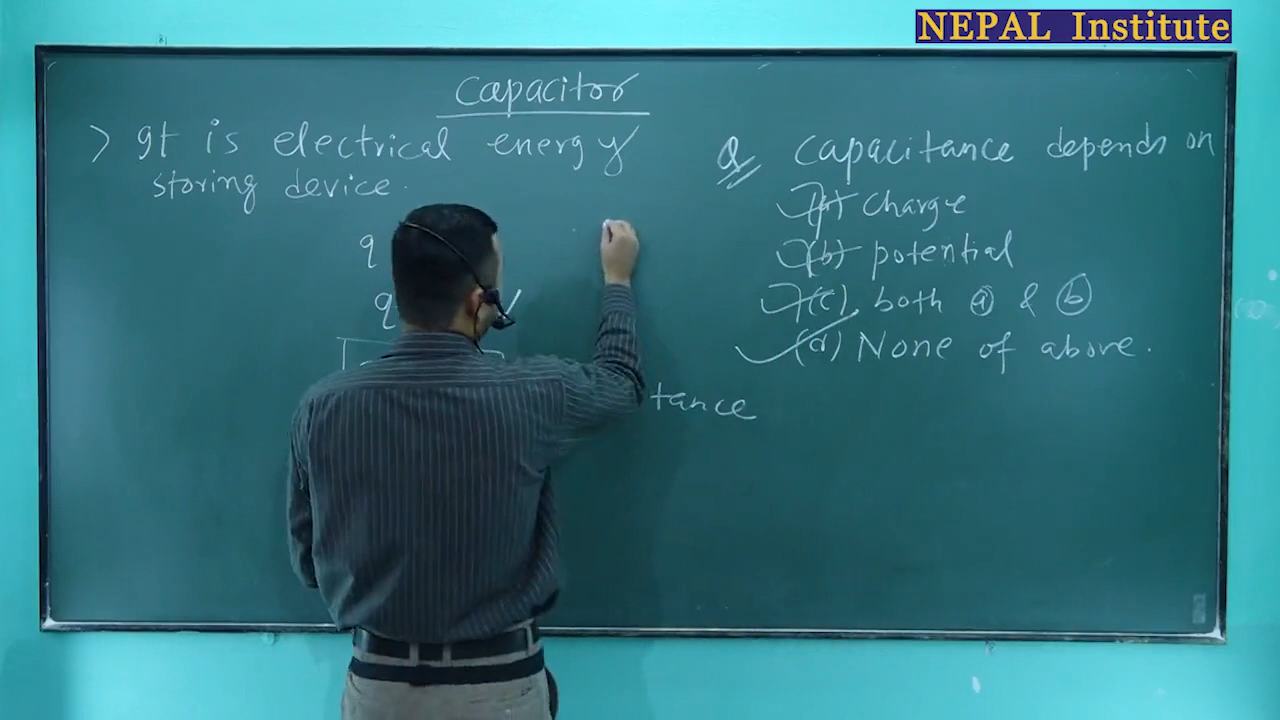 NEPAL Institute
Capacitor
> It is electrical energy
storing device.
q
q
tance
Q Capacitance depends on
(a) charge
(b) potential
(c) both (a) & (b)
(d) None of above.